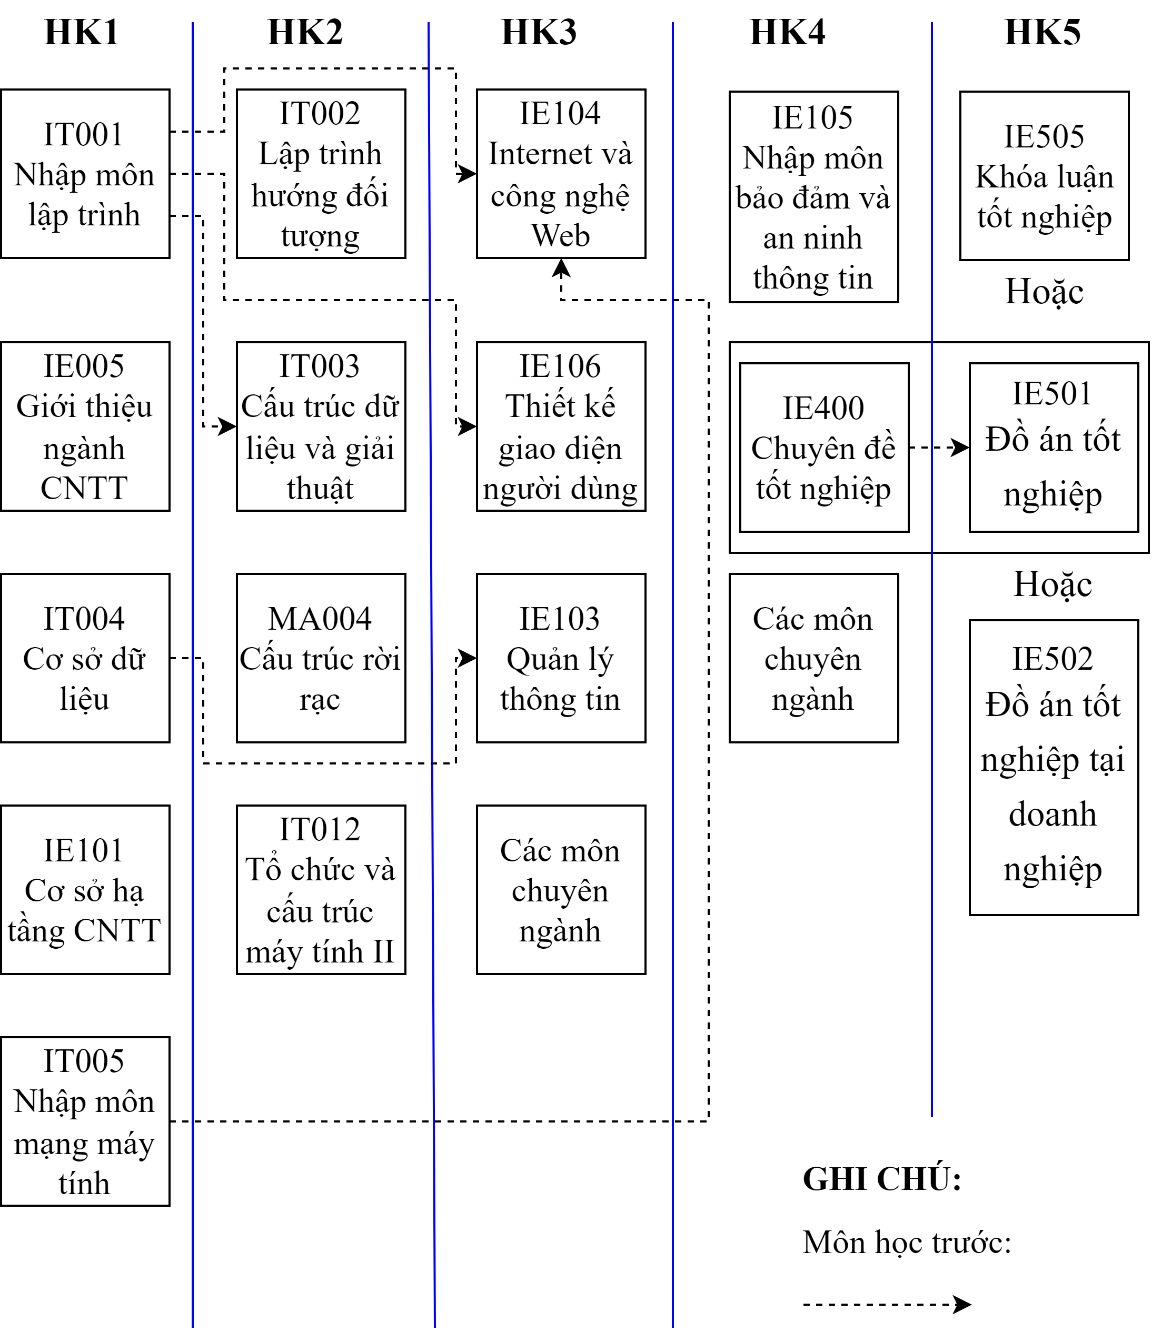 HK1
HK2
HK3
HK4
HK5
IT001
Nhập môn
lập trình
IE005
Giới thiệu
ngành
CNTT
IT004
Cơ sở dữ
liệu
IE101
Cơ sở hạ
tầng CNTT
IT005
Nhập môn
mạng máy
tính
IT002
Lập trình
hướng đối
tượng
IT003
Cấu trúc dữ
liệu và giải
thuật
MA004
Cấu trúc rời
rạc
IT012
Tổ chức và
cấu trúc
máy tính II
IE104
Internet và
công nghệ
Web
IE106
Thiết kế
giao diện
người dùng
IE103
Quản lý
thông tin
Các môn
chuyên
ngành
IE105
Nhập môn
bảo đảm và
an ninh
thông tin
IE400
Chuyên đề
tốt nghiệp
Các môn
chuyên
ngành
IE505
Khóa luận
tốt nghiệp
Hoặc
IE501
Đồ án tốt
nghiệp
Hoặc
IE502
Đồ án tốt
nghiệp tại
doanh
nghiệp
GHI CHÚ:
Môn học trước: